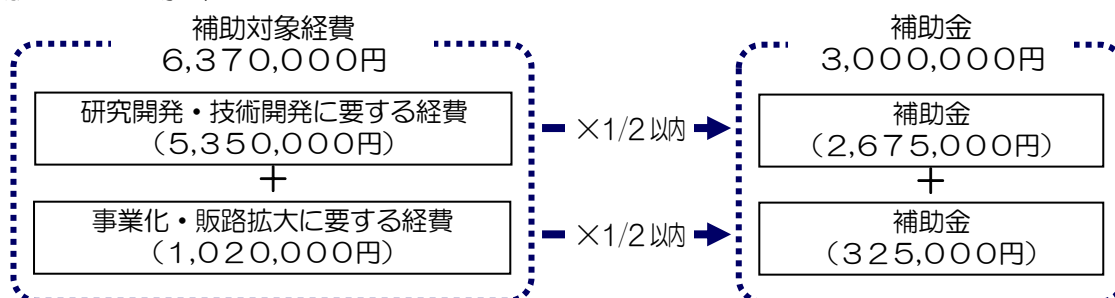 補助対象経費
６,３７０,０００円
研究開発・技術開発に要する経費
（５,３５０,０００円）
＋
事業化・販路拡大に要する経費
（１,０２０,０００円）
×1/2以内
×1/2以内
補助金
３,０００,０００円
補助金
（２,６７５,０００円）
＋
補助金
（３２５,０００円）